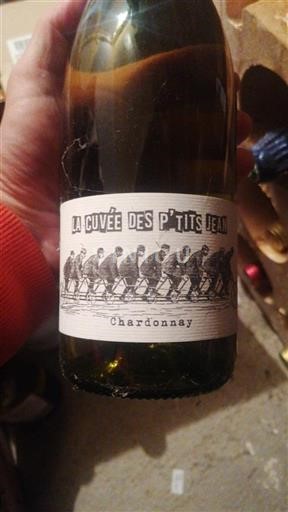 LA CUVÉE DES P'TITS JEAN
Chardonnay